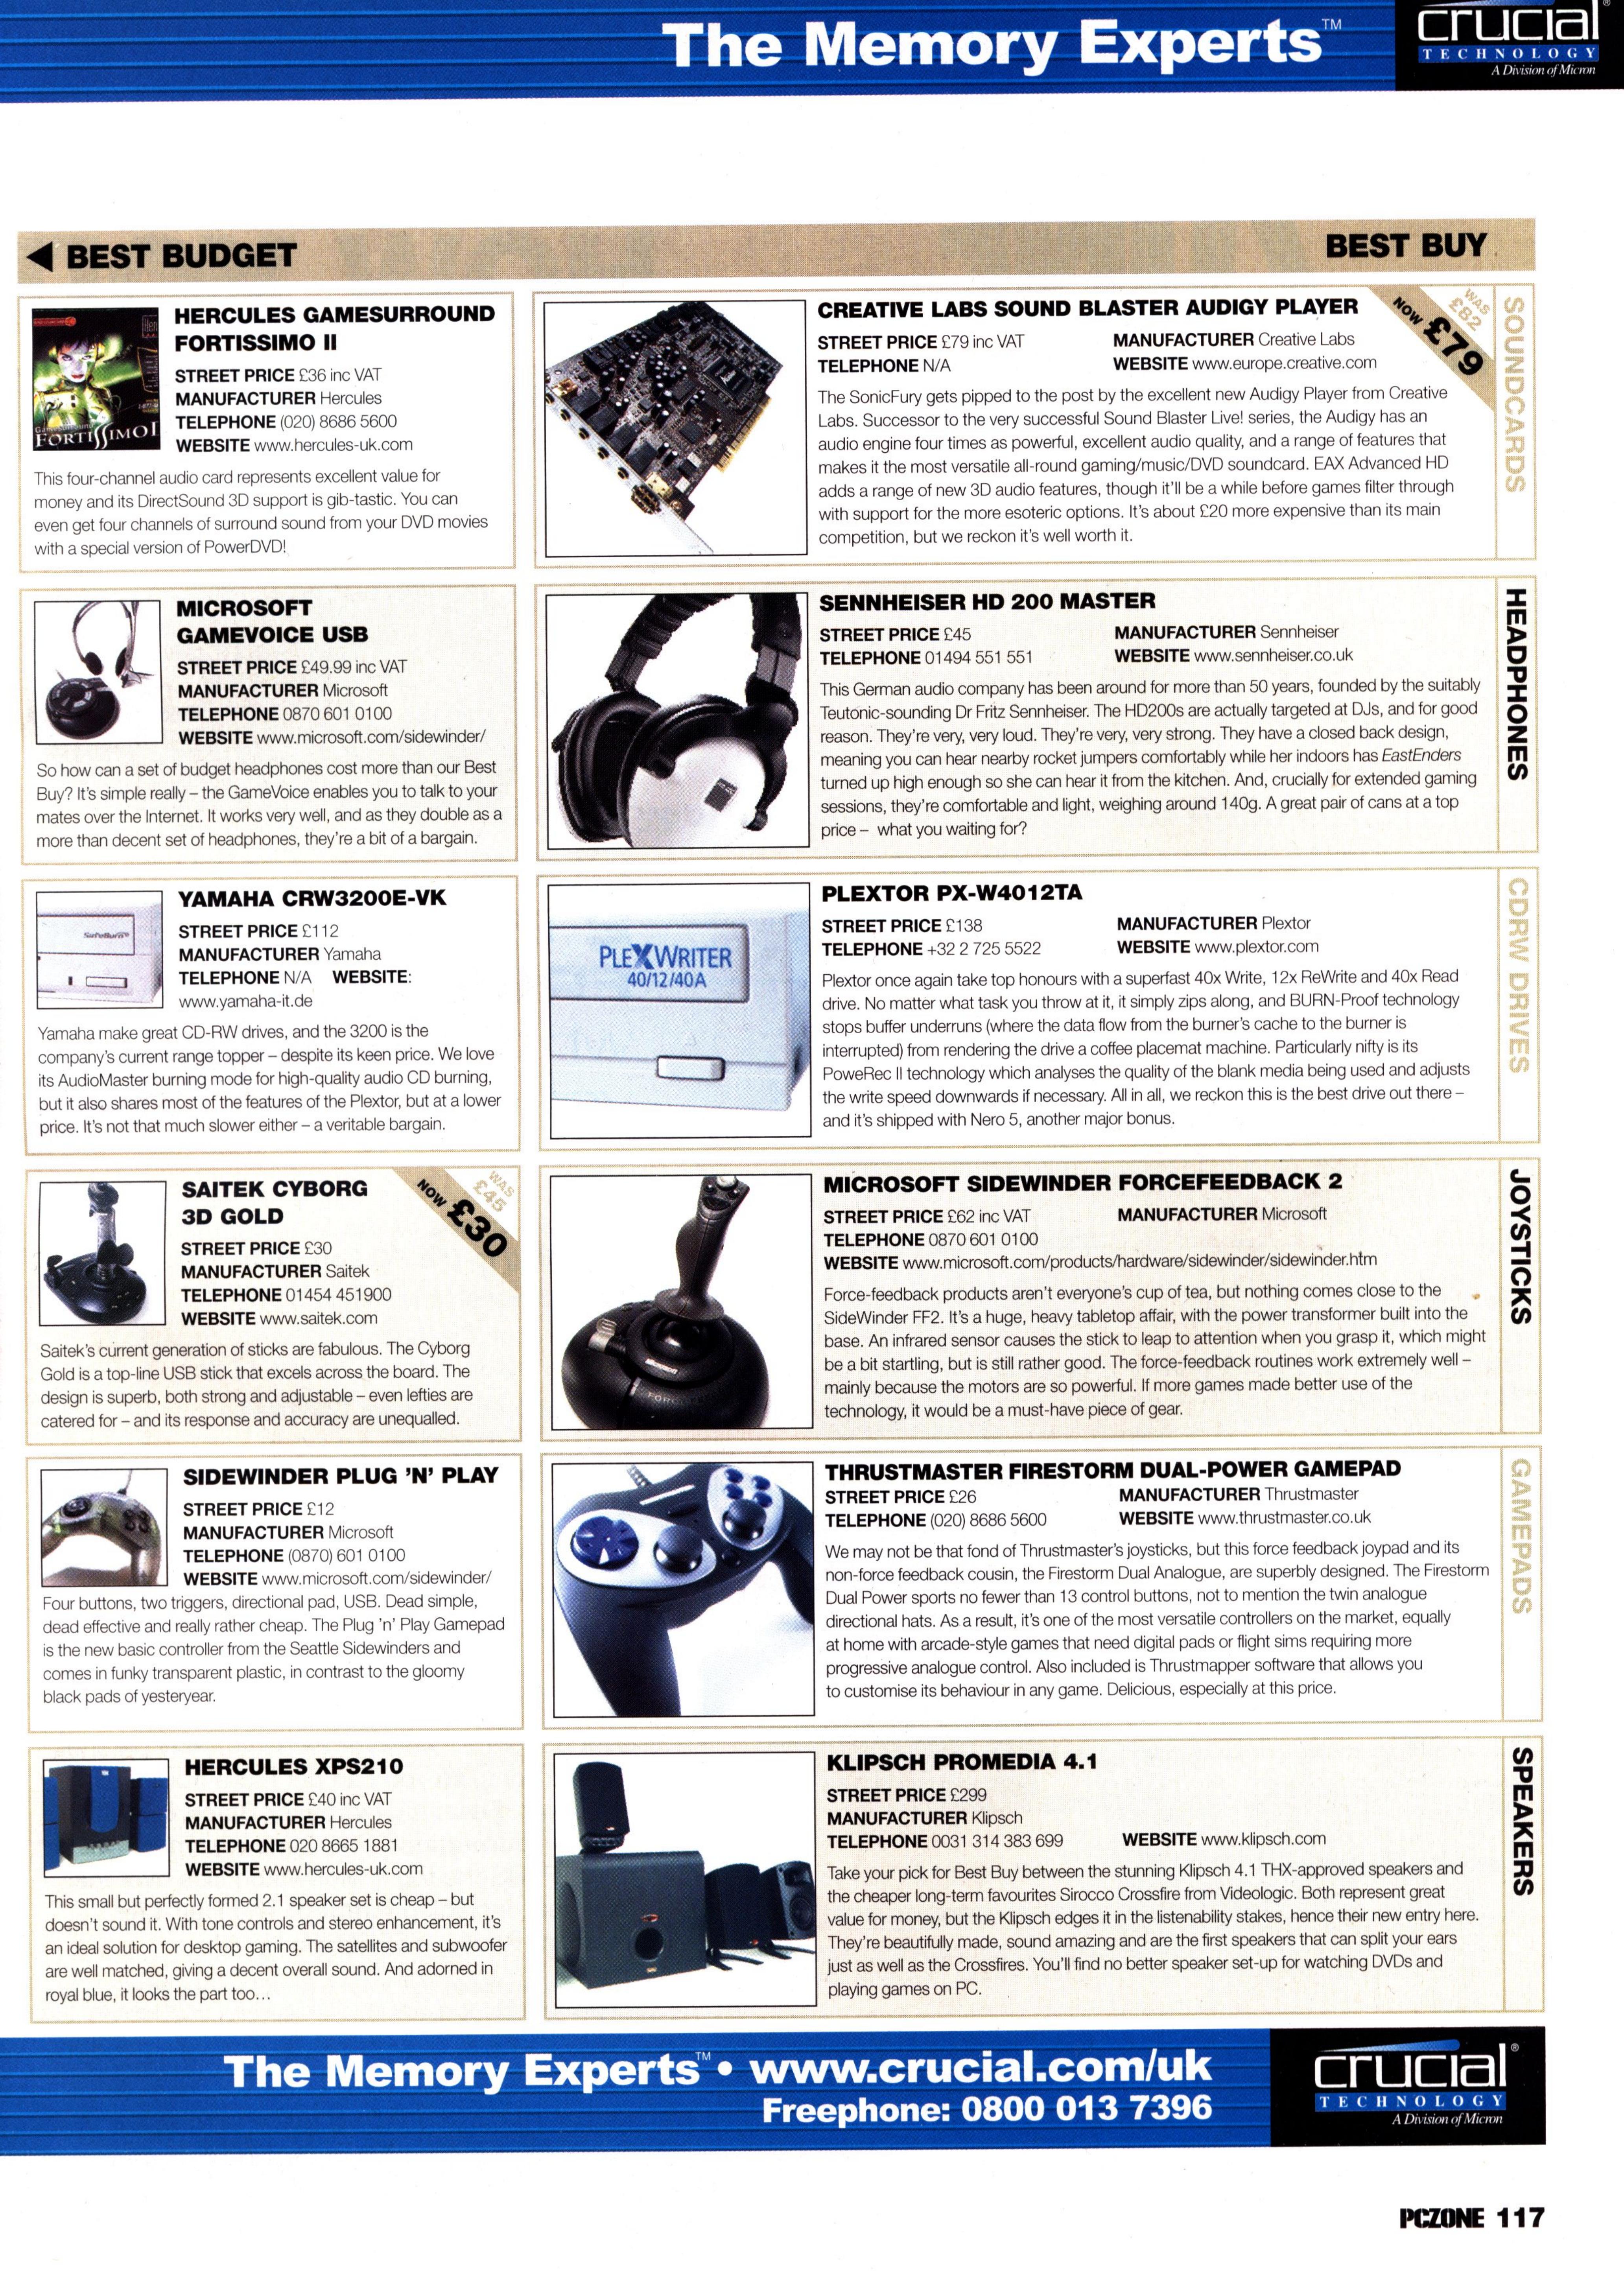 The Memory Experts™
crucial®
TECHNOLOGY
A Division of Micron
BEST BUDGET
BEST BUY
HERCULES GAMESURROUND
FORTISSIMO II
STREET PRICE £36 inc VAT
MANUFACTURER Hercules
TELEPHONE (020) 8686 5600
WEBSITE www.hercules-uk.com
This four-channel audio card represents excellent value for
money and its DirectSound 3D support is gib-tastic. You can
even get four channels of surround sound from your DVD movies
with a special version of PowerDVD!
CREATIVE LABS SOUND BLASTER AUDIGY PLAYER
STREET PRICE £79 inc VAT
MANUFACTURER Creative Labs
TELEPHONE N/A
WEBSITE www.europe.creative.com
WAS
£82
NOW £79
The SonicFury gets pipped to the post by the excellent new Audigy Player from Creative
Labs. Successor to the very successful Sound Blaster Live! series, the Audigy has an
audio engine four times as powerful, excellent audio quality, and a range of features that
makes it the most versatile all-round gaming/music/DVD soundcard. EAX Advanced HD
adds a range of new 3D audio features, though it'll be a while before games filter through
with support for the more esoteric options. It's about £20 more expensive than its main
competition, but we reckon it's well worth it.
SOUNDCARDS
MICROSOFT
GAMEVOICE USB
STREET PRICE £49.99 inc VAT
MANUFACTURER Microsoft
TELEPHONE 0870 601 0100
WEBSITE www.microsoft.com/sidewinder/
So how can a set of budget headphones cost more than our Best
Buy? It's simple really – the GameVoice enables you to talk to your
mates over the Internet. It works very well, and as they double as a
more than decent set of headphones, they're a bit of a bargain.
SENNHEISER HD 200 MASTER
STREET PRICE £45
MANUFACTURER Sennheiser
TELEPHONE 01494 551 551
WEBSITE www.sennheiser.co.uk
This German audio company has been around for more than 50 years, founded by the suitably
Teutonic-sounding Dr Fritz Sennheiser. The HD200s are actually targeted at DJs, and for good
reason. They're very, very loud. They're very, very strong. They have a closed back design,
meaning you can hear nearby rocket jumpers comfortably while her indoors has EastEnders
turned up high enough so she can hear it from the kitchen. And, crucially for extended gaming
sessions, they're comfortable and light, weighing around 140g. A great pair of cans at a top
price – what you waiting for?
HEADPHONES
SafeBurn
YAMAHA CRW3200E-VK
STREET PRICE £112
MANUFACTURER Yamaha
TELEPHONE N/A WEBSITE:
www.yamaha-it.de
Yamaha make great CD-RW drives, and the 3200 is the
company's current range topper – despite its keen price. We love
its AudioMaster burning mode for high-quality audio CD burning,
but it also shares most of the features of the Plextor, but at a lower
price. It's not that much slower either – a veritable bargain.
PLEXWRITER
40/12/40A
PLEXTOR PX-W4012TA
STREET PRICE £138
MANUFACTURER Plextor
TELEPHONE +32 2 725 5522
WEBSITE www.plextor.com
Plextor once again take top honours with a superfast 40x Write, 12x ReWrite and 40x Read
drive. No matter what task you throw at it, it simply zips along, and BURN-Proof technology
stops buffer underruns (where the data flow from the burner's cache to the burner is
interrupted) from rendering the drive a coffee placemat machine. Particularly nifty is its
PoweRec II technology which analyses the quality of the blank media being used and adjusts
the write speed downwards if necessary. All in all, we reckon this is the best drive out there –
and it's shipped with Nero 5, another major bonus.
CDRW DRIVES
SAITEK CYBORG
3D GOLD
WAS
£45
NOW £30
STREET PRICE £30
MANUFACTURER Saitek
TELEPHONE 01454 451900
WEBSITE www.saitek.com
Saitek's current generation of sticks are fabulous. The Cyborg
Gold is a top-line USB stick that excels across the board. The
design is superb, both strong and adjustable – even lefties are
catered for – and its response and accuracy are unequalled.
MICROSOFT SIDEWINDER FORCEFEEDBACK 2
STREET PRICE £62 inc VAT
MANUFACTURER Microsoft
TELEPHONE 0870 601 0100
WEBSITE www.microsoft.com/products/hardware/sidewinder/sidewinder.htm
Force-feedback products aren't everyone's cup of tea, but nothing comes close to the
SideWinder FF2. It's a huge, heavy tabletop affair, with the power transformer built into the
base. An infrared sensor causes the stick to leap to attention when you grasp it, which might
be a bit startling, but is still rather good. The force-feedback routines work extremely well –
mainly because the motors are so powerful. If more games made better use of the
technology, it would be a must-have piece of gear.
JOYSTICKS
SIDEWINDER PLUG 'N' PLAY
STREET PRICE £12
MANUFACTURER Microsoft
TELEPHONE (0870) 601 0100
WEBSITE www.microsoft.com/sidewinder/
Four buttons, two triggers, directional pad, USB. Dead simple,
dead effective and really rather cheap. The Plug 'n' Play Gamepad
is the new basic controller from the Seattle Sidewinders and
comes in funky transparent plastic, in contrast to the gloomy
black pads of yesteryear.
THRUSTMASTER FIRESTORM DUAL-POWER GAMEPAD
STREET PRICE £26
MANUFACTURER Thrustmaster
TELEPHONE (020) 8686 5600
WEBSITE www.thrustmaster.co.uk
We may not be that fond of Thrustmaster's joysticks, but this force feedback joypad and its
non-force feedback cousin, the Firestorm Dual Analogue, are superbly designed. The Firestorm
Dual Power sports no fewer than 13 control buttons, not to mention the twin analogue
directional hats. As a result, it's one of the most versatile controllers on the market, equally
at home with arcade-style games that need digital pads or flight sims requiring more
progressive analogue control. Also included is Thrustmapper software that allows you
to customise its behaviour in any game. Delicious, especially at this price.
GAMEPADS
HERCULES XPS210
STREET PRICE £40 inc VAT
MANUFACTURER Hercules
TELEPHONE 020 8665 1881
WEBSITE www.hercules-uk.com
This small but perfectly formed 2.1 speaker set is cheap – but
doesn't sound it. With tone controls and stereo enhancement, it's
an ideal solution for desktop gaming. The satellites and subwoofer
are well matched, giving a decent overall sound. And adorned in
royal blue, it looks the part too...
KLIPSCH PROMEDIA 4.1
STREET PRICE £299
MANUFACTURER Klipsch
TELEPHONE 0031 314 383 699
WEBSITE www.klipsch.com
Take your pick for Best Buy between the stunning Klipsch 4.1 THX-approved speakers and
the cheaper long-term favourites Sirocco Crossfire from Videologic. Both represent great
value for money, but the Klipsch edges it in the listenability stakes, hence their new entry here.
They're beautifully made, sound amazing and are the first speakers that can split your ears
just as well as the Crossfires. You'll find no better speaker set-up for watching DVDs and
playing games on PC.
SPEAKERS
The Memory Experts™ • www.crucial.com/uk
Freephone: 0800 013 7396
crucial®
TECHNOLOGY
A Division of Micron
PCZONE 117